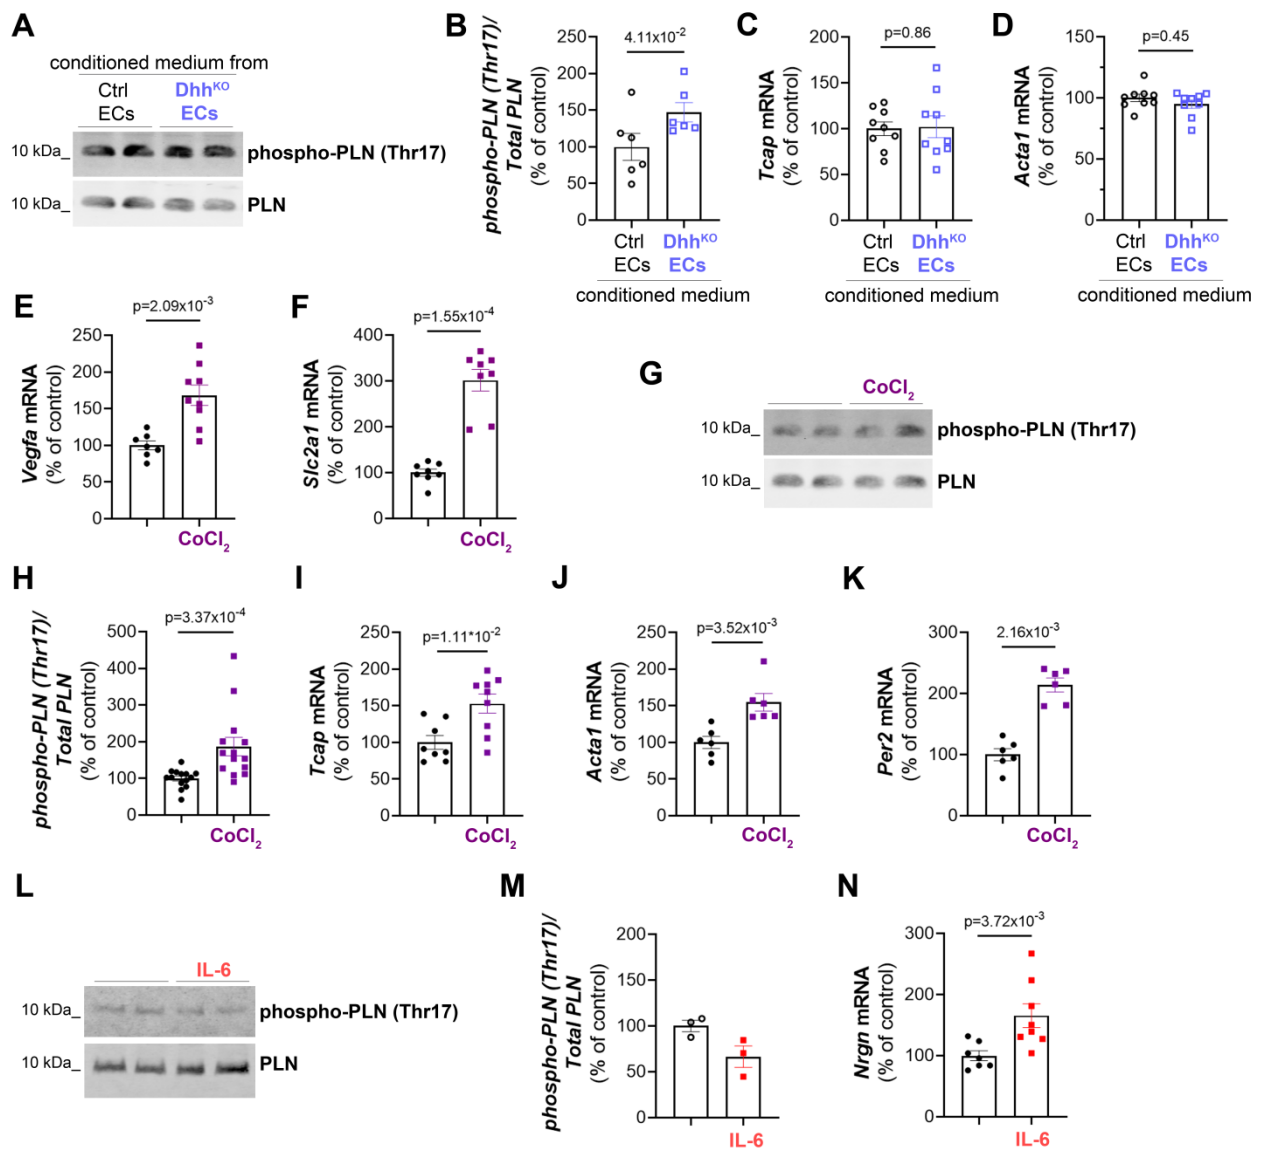 A
conditioned medium from
Ctrl
ECs
Dhh^KO
ECs
10 kDa_
phospho-PLN (Thr17)
10 kDa_
PLN
B
phospho-PLN (Thr17)/
Total PLN
(% of control)
4.11x10^-2
250
200
150
100
50
0
Ctrl
ECs
Dhh^KO
ECs
conditioned medium
C
Tcap mRNA
(% of control)
p=0.86
200
150
100
50
0
Ctrl
ECs
Dhh^KO
ECs
conditioned medium
D
Acta1 mRNA
(% of control)
p=0.45
150
100
50
0
Ctrl
ECs
Dhh^KO
ECs
conditioned medium
E
Vegfa mRNA
(% of control)
p=2.09x10^-3
250
200
150
100
50
0
CoCl2
F
Slc2a1 mRNA
(% of control)
p=1.55x10^-4
400
300
200
100
0
CoCl2
G
CoCl2
10 kDa_
phospho-PLN (Thr17)
10 kDa_
PLN
H
phospho-PLN (Thr17)/
Total PLN
(% of control)
p=3.37x10^-4
500
400
300
200
100
0
CoCl2
I
Tcap mRNA
(% of control)
p=1.11*10^-2
250
200
150
100
50
0
CoCl2
J
Acta1 mRNA
(% of control)
p=3.52x10^-3
250
200
150
100
50
0
CoCl2
K
Per2 mRNA
(% of control)
2.16x10^-3
300
200
100
0
CoCl2
L
IL-6
10 kDa_
phospho-PLN (Thr17)
10 kDa_
PLN
M
phospho-PLN (Thr17)/
Total PLN
(% of control)
200
150
100
50
0
IL-6
N
Nrgn mRNA
(% of control)
p=3.72x10^-3
300
200
100
0
IL-6